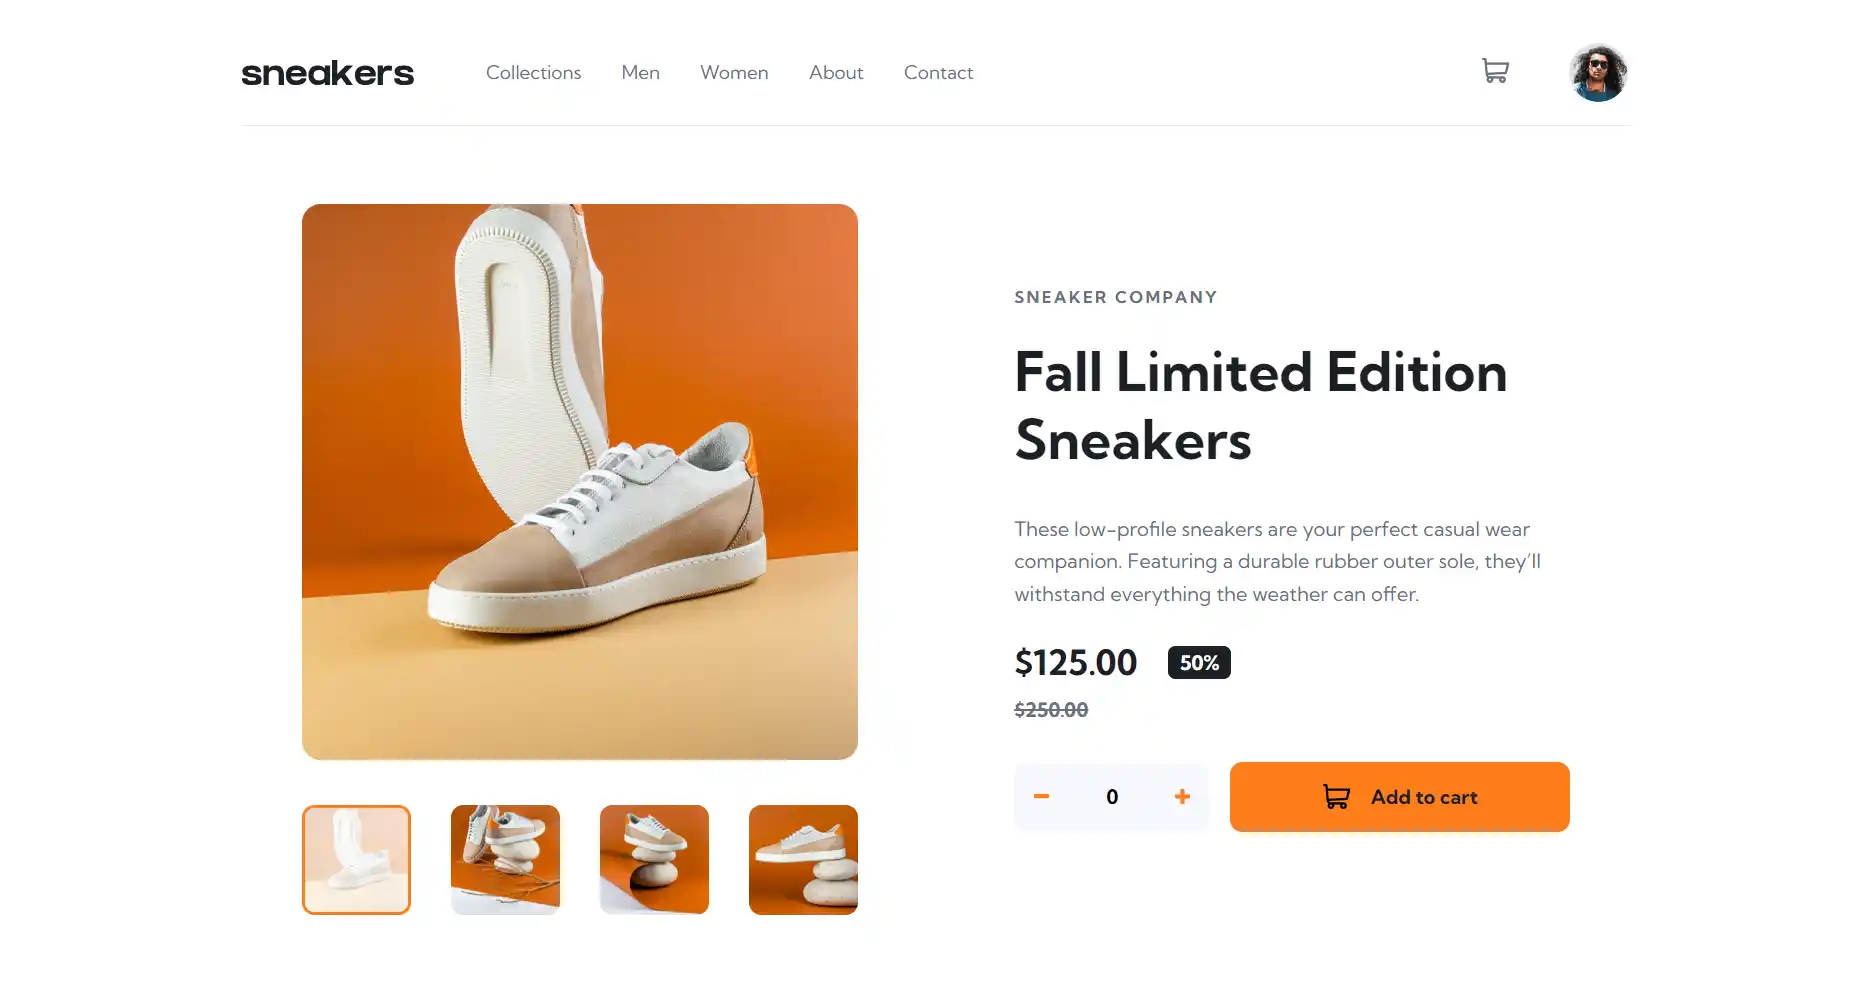 sneakers
Collections
Men
Women
About
Contact
SNEAKER COMPANY
Fall Limited Edition
Sneakers
These low-profile sneakers are your perfect casual wear
companion. Featuring a durable rubber outer sole, they’ll
withstand everything the weather can offer.
$125.00
50%
$250.00
0
Add to cart